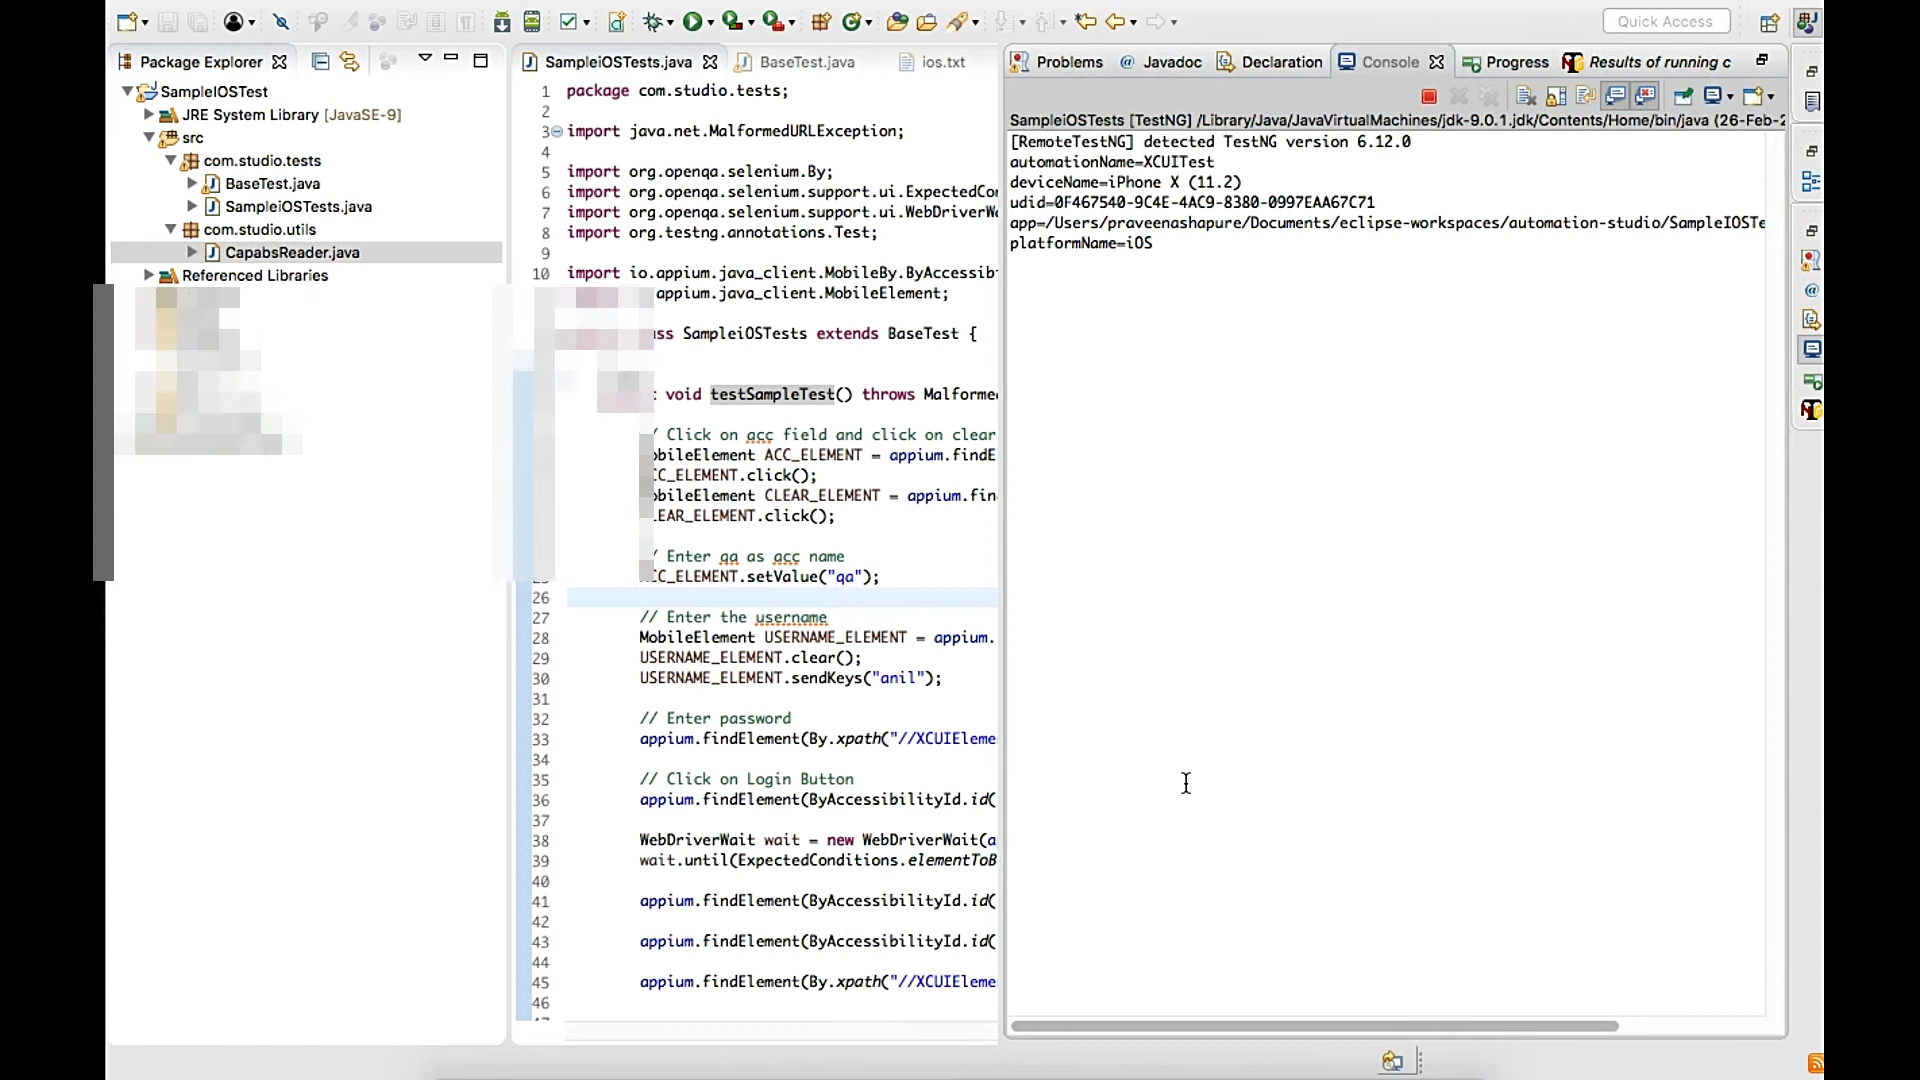 Quick Access
Package Explorer
SampleIOSTest
JRE System Library [JavaSE-9]
src
com.studio.tests
BaseTest.java
SampleiOSTests.java
com.studio.utils
CapabsReader.java
Referenced Libraries
SampleiOSTests.java
BaseTest.java
ios.txt
1 package com.studio.tests;
2
3 import java.net.MalformedURLException;
4
5 import org.openqa.selenium.By;
6 import org.openqa.selenium.support.ui.ExpectedCo
7 import org.openqa.selenium.support.ui.WebDriverWa
8 import org.testng.annotations.Test;
9
10 import io.appium.java_client.MobileBy.ByAccessib
appium.java_client.MobileElement;
ss SampleiOSTests extends BaseTest {
void testSampleTest() throws Malformed
/ Click on acc field and click on clear
obileElement ACC_ELEMENT = appium.findE
CC_ELEMENT.click();
obileElement CLEAR_ELEMENT = appium.fin
LEAR_ELEMENT.click();
/ Enter qa as acc name
CC_ELEMENT.setValue("qa");
26
27 // Enter the username
28 MobileElement USERNAME_ELEMENT = appium.
29 USERNAME_ELEMENT.clear();
30 USERNAME_ELEMENT.sendKeys("anil");
31
32 // Enter password
33 appium.findElement(By.xpath("//XCUIEleme
34
35 // Click on Login Button
36 appium.findElement(ByAccessibilityId.id(
37
38 WebDriverWait wait = new WebDriverWait(a
39 wait.until(ExpectedConditions.elementToB
40
41 appium.findElement(ByAccessibilityId.id(
42
43 appium.findElement(ByAccessibilityId.id(
44
45 appium.findElement(By.xpath("//XCUIEleme
46
Problems
@ Javadoc
Declaration
Console
Progress
Results of running c
SampleiOSTests [TestNG] /Library/Java/JavaVirtualMachines/jdk-9.0.1.jdk/Contents/Home/bin/java (26-Feb-2
[RemoteTestNG] detected TestNG version 6.12.0
automationName=XCUITest
deviceName=iPhone X (11.2)
udid=0F467540-9C4E-4AC9-8380-0997EAA67C71
app=/Users/praveenashapure/Documents/eclipse-workspaces/automation-studio/SampleIOSTe
platformName=iOS